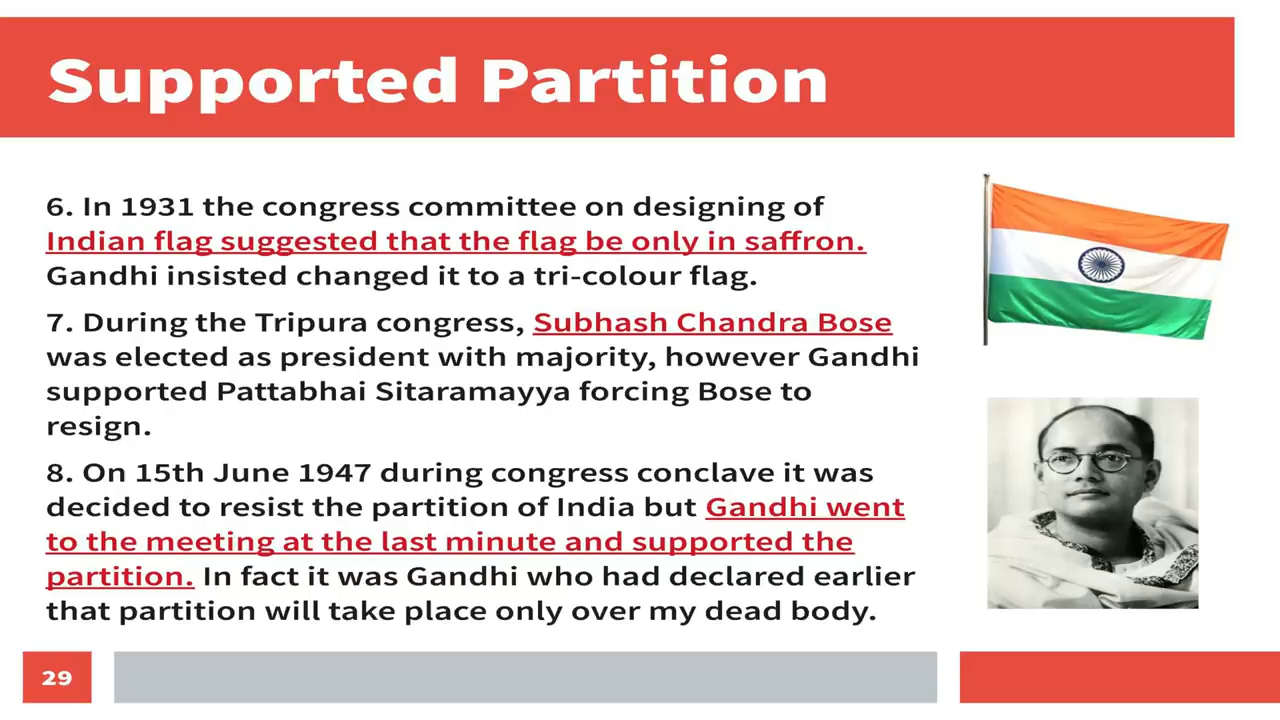 Supported Partition
6. In 1931 the congress committee on designing of
Indian flag suggested that the flag be only in saffron.
Gandhi insisted changed it to a tri-colour flag.
7. During the Tripura congress, Subhash Chandra Bose
was elected as president with majority, however Gandhi
supported Pattabhai Sitaramayya forcing Bose to
resign.
8. On 15th June 1947 during congress conclave it was
decided to resist the partition of India but Gandhi went
to the meeting at the last minute and supported the
partition. In fact it was Gandhi who had declared earlier
that partition will take place only over my dead body.
29